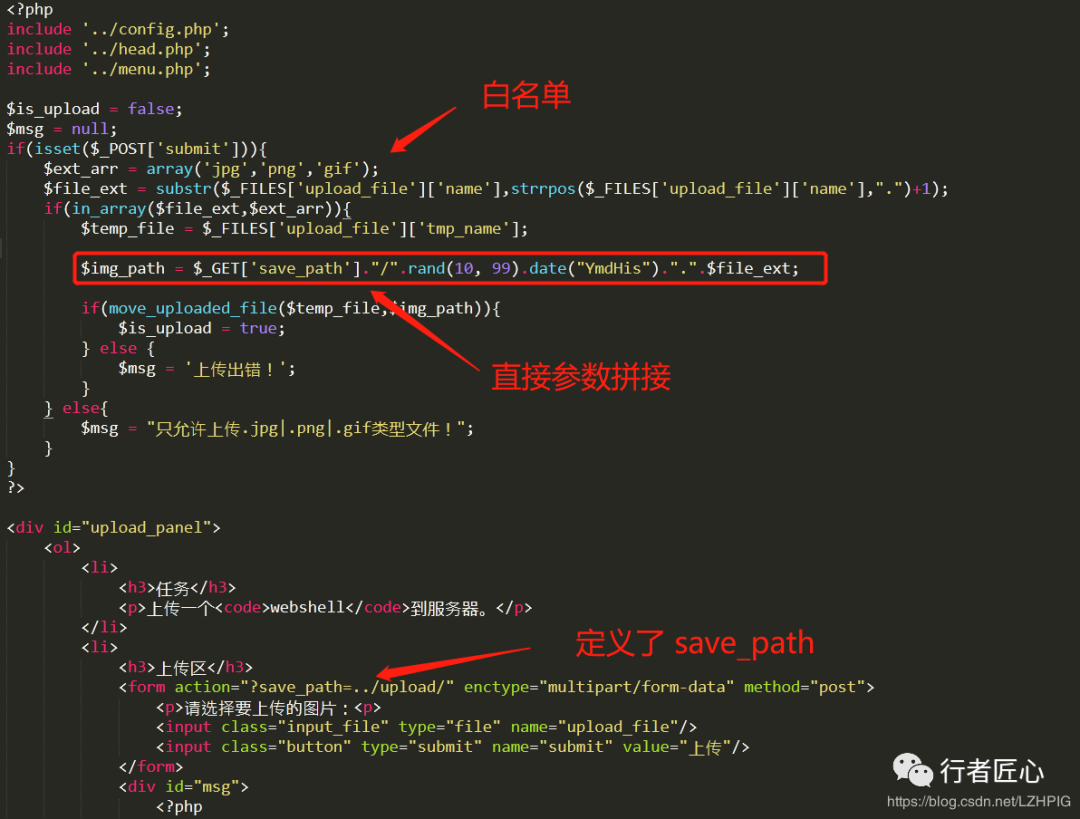 <?php
include '../config.php';
include '../head.php';
include '../menu.php';
白名单
$is_upload = false;
$msg = null;
if(isset($_POST['submit'])){
$ext_arr = array('jpg','png','gif');
$file_ext = substr($_FILES['upload_file']['name'],strrpos($_FILES['upload_file']['name'],".")+1);
if(in_array($file_ext,$ext_arr)){
$temp_file = $_FILES['upload_file']['tmp_name'];
$img_path = $_GET['save_path']."/".rand(10, 99).date("YmdHis").".".$file_ext;
if(move_uploaded_file($temp_file,$img_path)){
$is_upload = true;
} else {
$msg = '上传出错！';
直接参数拼接
}
} else{
$msg = "只允许上传.jpg|.png|.gif类型文件！";
}
}
?>
<div id="upload_panel">
<ol>
<li>
<h3>任务</h3>
<p>上传一个<code>webshell</code>到服务器。</p>
</li>
<li>
定义了 save_path
<h3>上传区</h3>
<form action="?save_path=../upload/" enctype="multipart/form-data" method="post">
<p>请选择要上传的图片：<p>
<input class="input_file" type="file" name="upload_file"/>
<input class="button" type="submit" name="submit" value="上传"/>
</form>
<div id="msg">
<?php
行者匠心
https://blog.csdn.net/LZHPIG